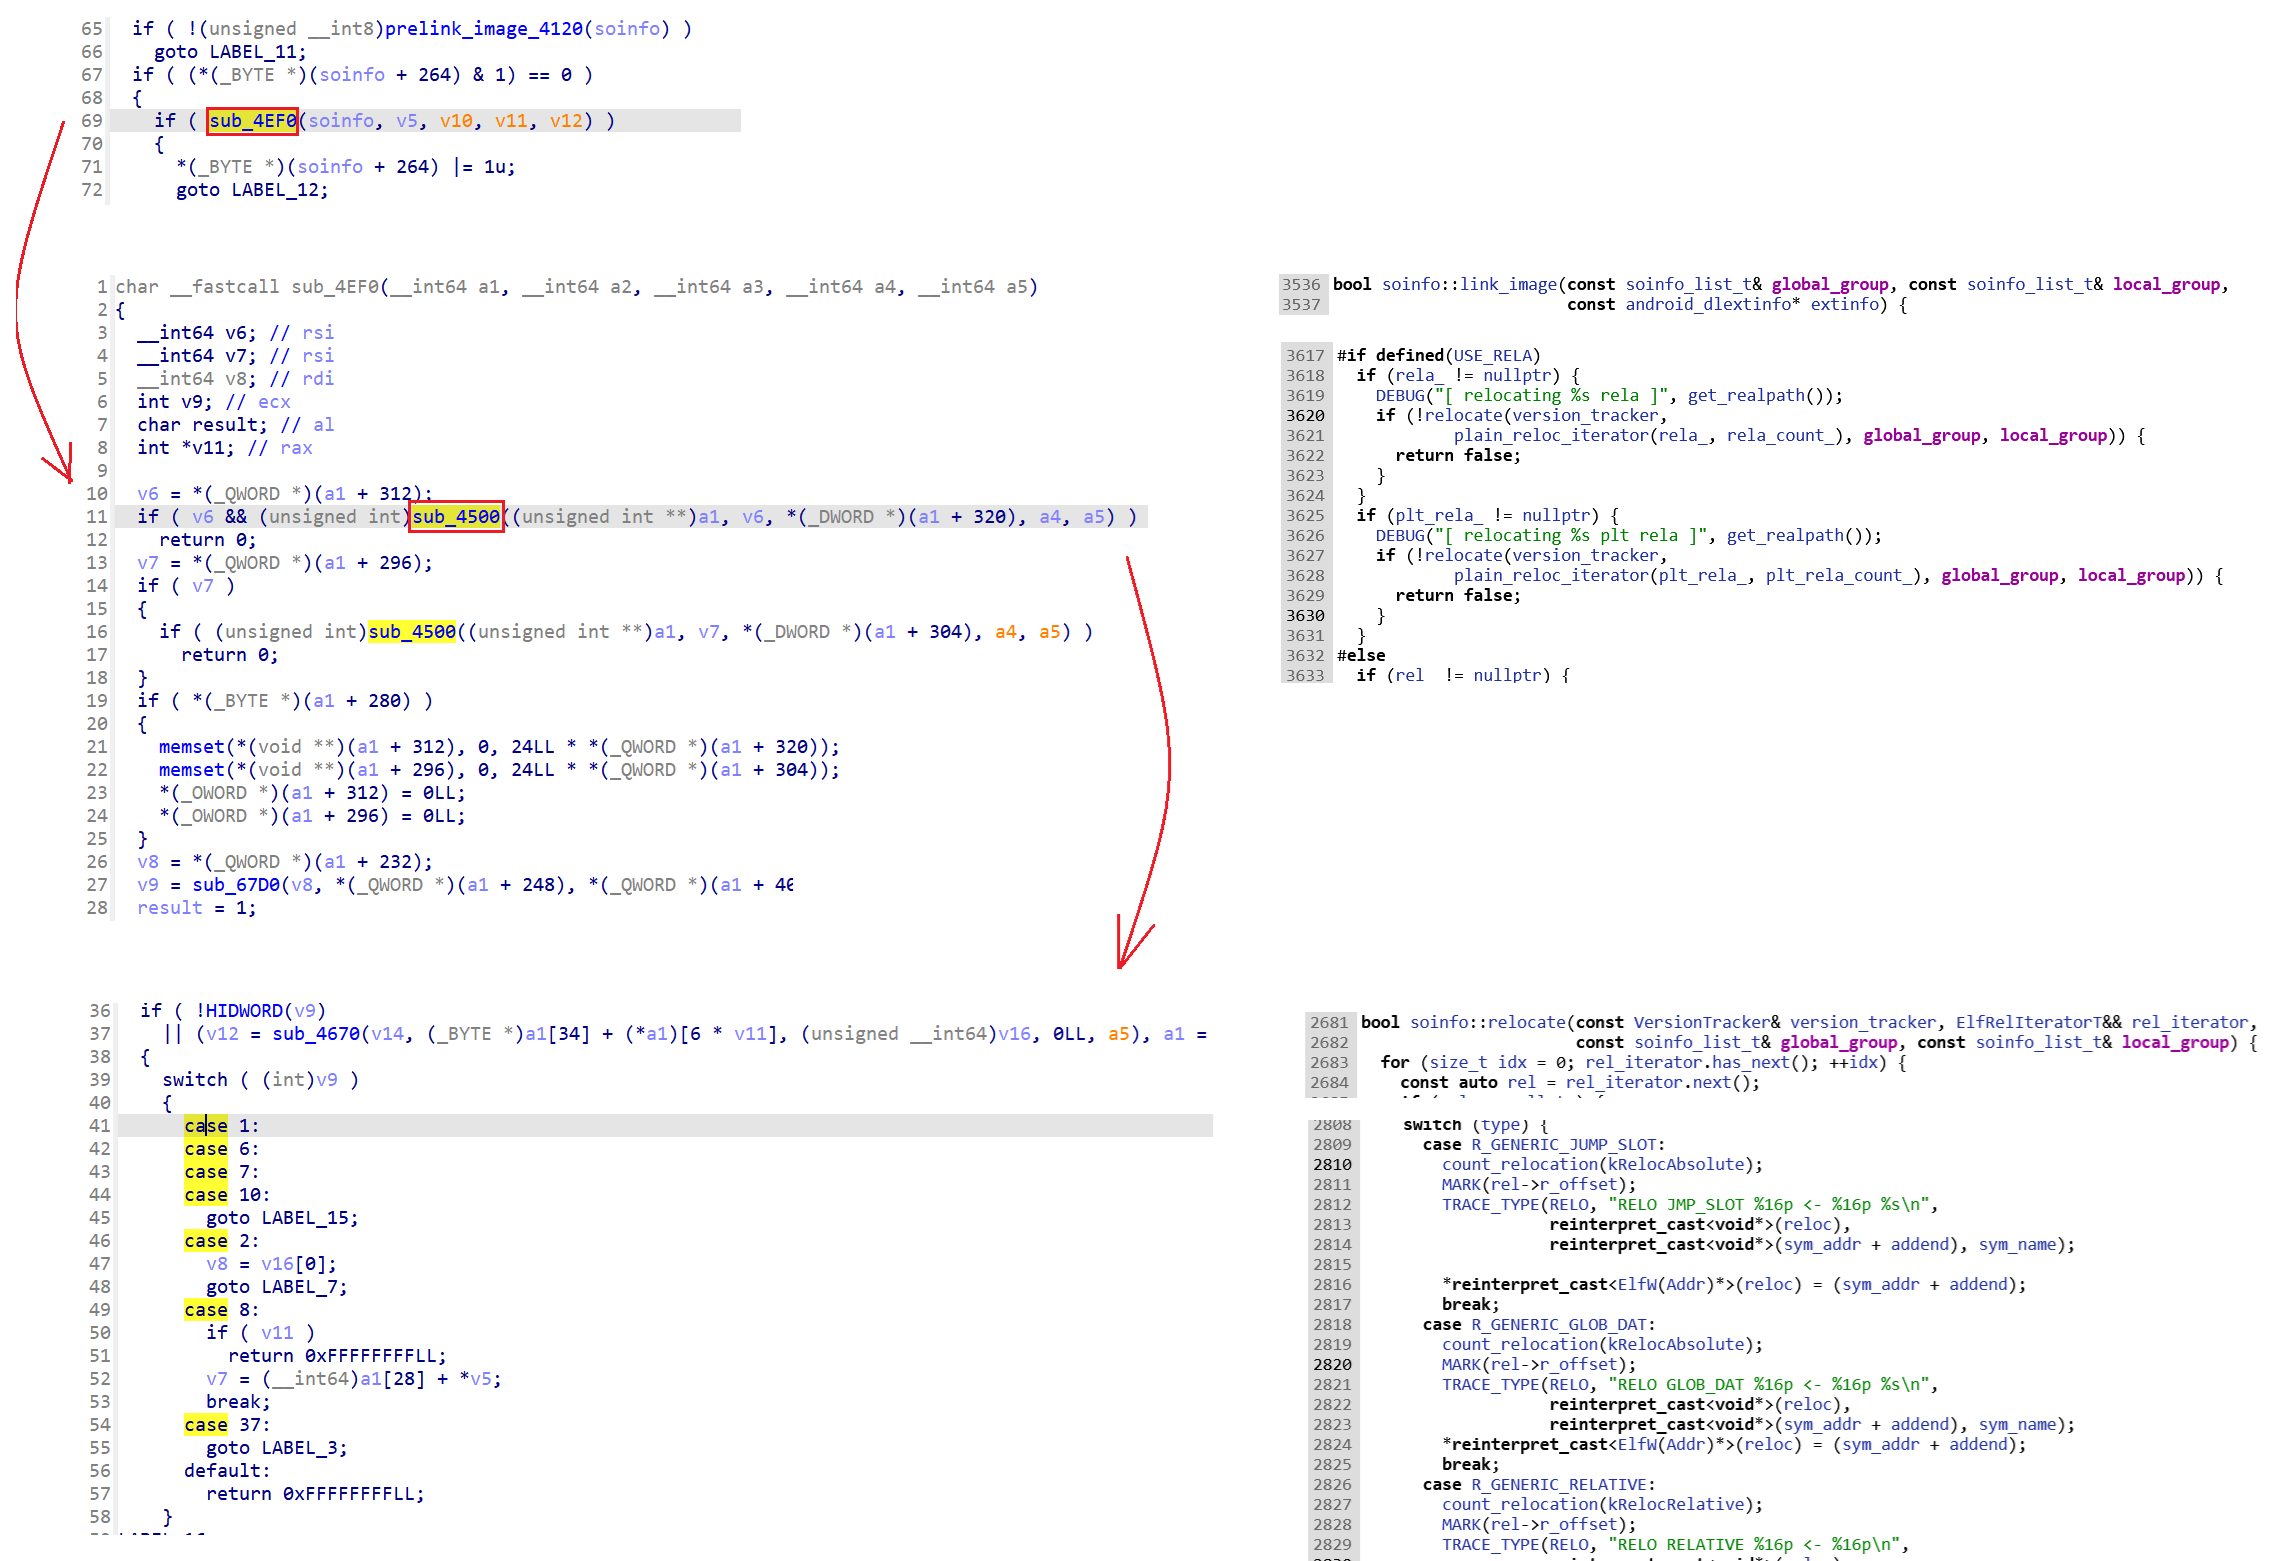 65 if ( !(unsigned __int8)prelink_image_4120(soinfo) )
66 goto LABEL_11;
67 if ( (*(_BYTE *)(soinfo + 264) & 1) == 0 )
68 {
69 if ( sub_4EF0(soinfo, v5, v10, v11, v12) )
70 {
71 *(_BYTE *)(soinfo + 264) |= 1u;
72 goto LABEL_12;
1 char __fastcall sub_4EF0(__int64 a1, __int64 a2, __int64 a3, __int64 a4, __int64 a5)
2 {
3 __int64 v6; // rsi
4 __int64 v7; // rsi
5 __int64 v8; // rdi
6 int v9; // ecx
7 char result; // al
8 int *v11; // rax
9
10 v6 = *(_QWORD *)(a1 + 312);
11 if ( v6 && (unsigned int)sub_4500((unsigned int **)a1, v6, *(_DWORD *)(a1 + 320), a4, a5) )
12 return 0;
13 v7 = *(_QWORD *)(a1 + 296);
14 if ( v7 )
15 {
16 if ( (unsigned int)sub_4500((unsigned int **)a1, v7, *(_DWORD *)(a1 + 304), a4, a5) )
17 return 0;
18 }
19 if ( *(_BYTE *)(a1 + 280) )
20 {
21 memset(*(void **)(a1 + 312), 0, 24LL * *(_QWORD *)(a1 + 320));
22 memset(*(void **)(a1 + 296), 0, 24LL * *(_QWORD *)(a1 + 304));
23 *(_OWORD *)(a1 + 312) = 0LL;
24 *(_OWORD *)(a1 + 296) = 0LL;
25 }
26 v8 = *(_QWORD *)(a1 + 232);
27 v9 = sub_67D0(v8, *(_QWORD *)(a1 + 248), *(_QWORD *)(a1 + 40
28 result = 1;
3536 bool soinfo::link_image(const soinfo_list_t& global_group, const soinfo_list_t& local_group,
3537 const android_dlextinfo* extinfo) {
3617 #if defined(USE_RELA)
3618 if (rela_ != nullptr) {
3619 DEBUG("[ relocating %s rela ]", get_realpath());
3620 if (!relocate(version_tracker,
3621 plain_reloc_iterator(rela_, rela_count_), global_group, local_group)) {
3622 return false;
3623 }
3624 }
3625 if (plt_rela_ != nullptr) {
3626 DEBUG("[ relocating %s plt rela ]", get_realpath());
3627 if (!relocate(version_tracker,
3628 plain_reloc_iterator(plt_rela_, plt_rela_count_), global_group, local_group)) {
3629 return false;
3630 }
3631 }
3632 #else
3633 if (rel_ != nullptr) {
36 if ( !HIDWORD(v9)
37 || (v12 = sub_4670(v14, (_BYTE *)a1[34] + (*a1)[6 * v11], (unsigned __int64)v16, 0LL, a5), a1 =
38 {
39 switch ( (int)v9 )
40 {
41 case 1:
42 case 6:
43 case 7:
44 case 10:
45 goto LABEL_15;
46 case 2:
47 v8 = v16[0];
48 goto LABEL_7;
49 case 8:
50 if ( v11 )
51 return 0xFFFFFFFFLL;
52 v7 = (__int64)a1[28] + *v5;
53 break;
54 case 37:
55 goto LABEL_3;
56 default:
57 return 0xFFFFFFFFLL;
58 }
2681 bool soinfo::relocate(const VersionTracker& version_tracker, ElfRelIteratorT&& rel_iterator,
2682 const soinfo_list_t& global_group, const soinfo_list_t& local_group) {
2683 for (size_t idx = 0; rel_iterator.has_next(); ++idx) {
2684 const auto rel = rel_iterator.next();
2808 switch (type) {
2809 case R_GENERIC_JUMP_SLOT:
2810 count_relocation(kRelocAbsolute);
2811 MARK(rel->r_offset);
2812 TRACE_TYPE(RELO, "RELO JMP_SLOT %16p <- %16p %s\n",
2813 reinterpret_cast<void*>(reloc),
2814 reinterpret_cast<void*>(sym_addr + addend), sym_name);
2815
2816 *reinterpret_cast<ElfW(Addr)*>(reloc) = (sym_addr + addend);
2817 break;
2818 case R_GENERIC_GLOB_DAT:
2819 count_relocation(kRelocAbsolute);
2820 MARK(rel->r_offset);
2821 TRACE_TYPE(RELO, "RELO GLOB_DAT %16p <- %16p %s\n",
2822 reinterpret_cast<void*>(reloc),
2823 reinterpret_cast<void*>(sym_addr + addend), sym_name);
2824 *reinterpret_cast<ElfW(Addr)*>(reloc) = (sym_addr + addend);
2825 break;
2826 case R_GENERIC_RELATIVE:
2827 count_relocation(kRelocRelative);
2828 MARK(rel->r_offset);
2829 TRACE_TYPE(RELO, "RELO RELATIVE %16p <- %16p\n",